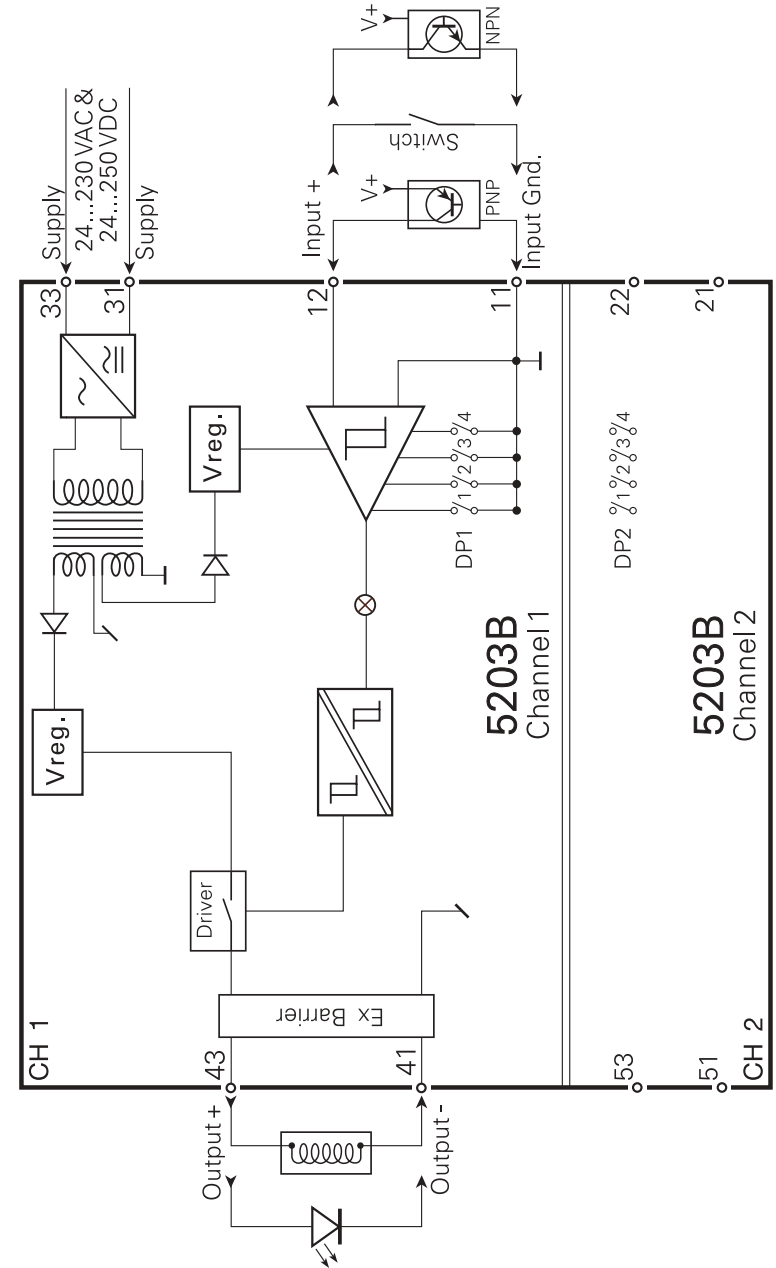 Supply
24...230 VAC &
24...250 VDC
Supply
Input +
Input Gnd.
V+
NPN
Switch
V+
PNP
33
31
12
11
22
21
Vreg.
Vreg.
DP1
1
2
3
4
DP2
1
2
3
4
5203B
Channel 1
5203B
Channel 2
Driver
Ex Barrier
CH 1
CH 2
43
41
53
51
Output +
Output -